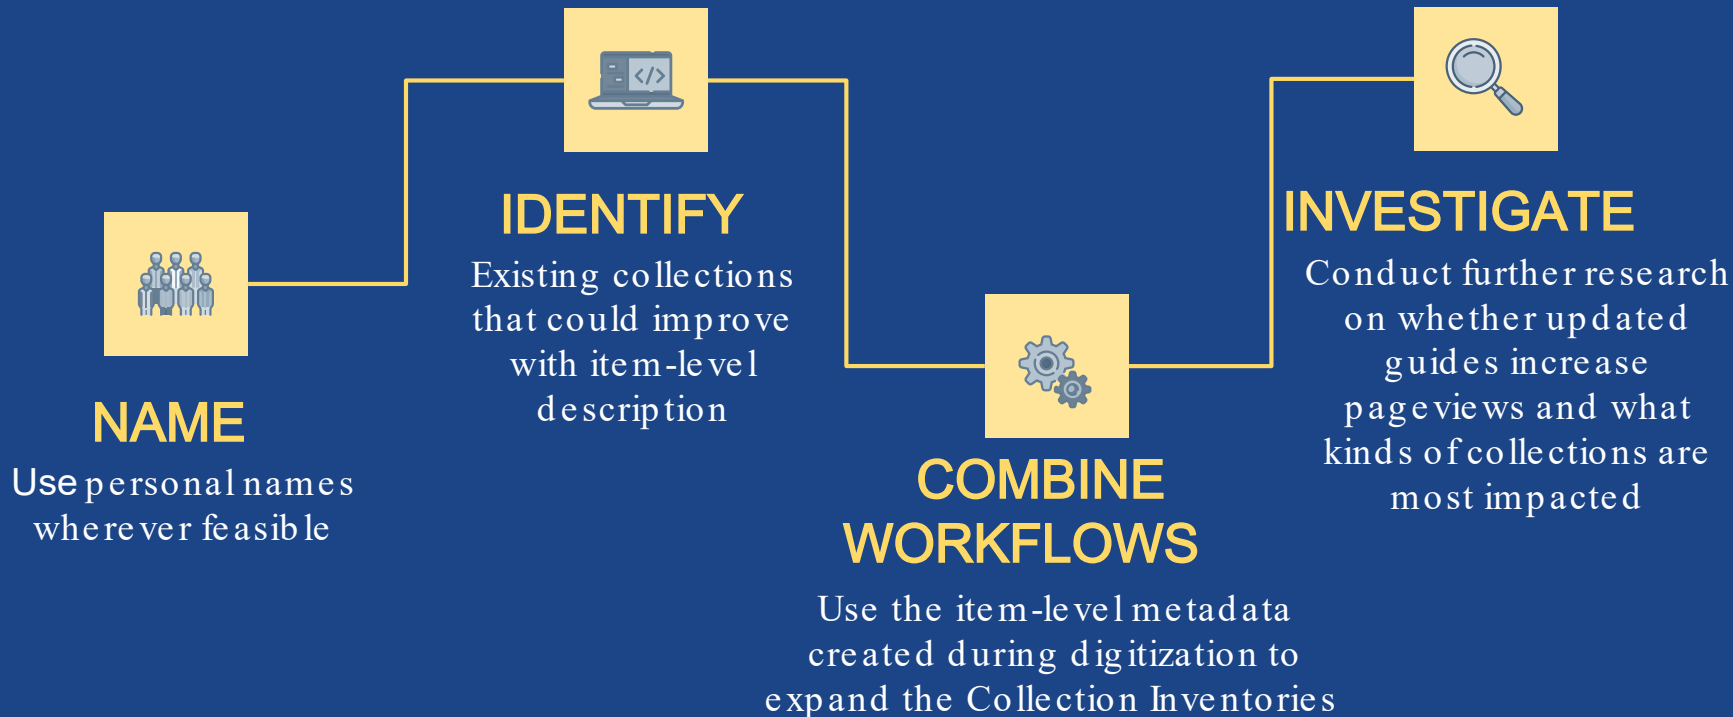 NAME
Use personal names
wherever feasible
IDENTIFY
Existing collections
that could improve
with item-level
description
COMBINE
WORKFLOWS
Use the item-level metadata
created during digitization to
expand the Collection Inventories
INVESTIGATE
Conduct further research
on whether updated
guides increase
pageviews and what
kinds of collections are
most impacted